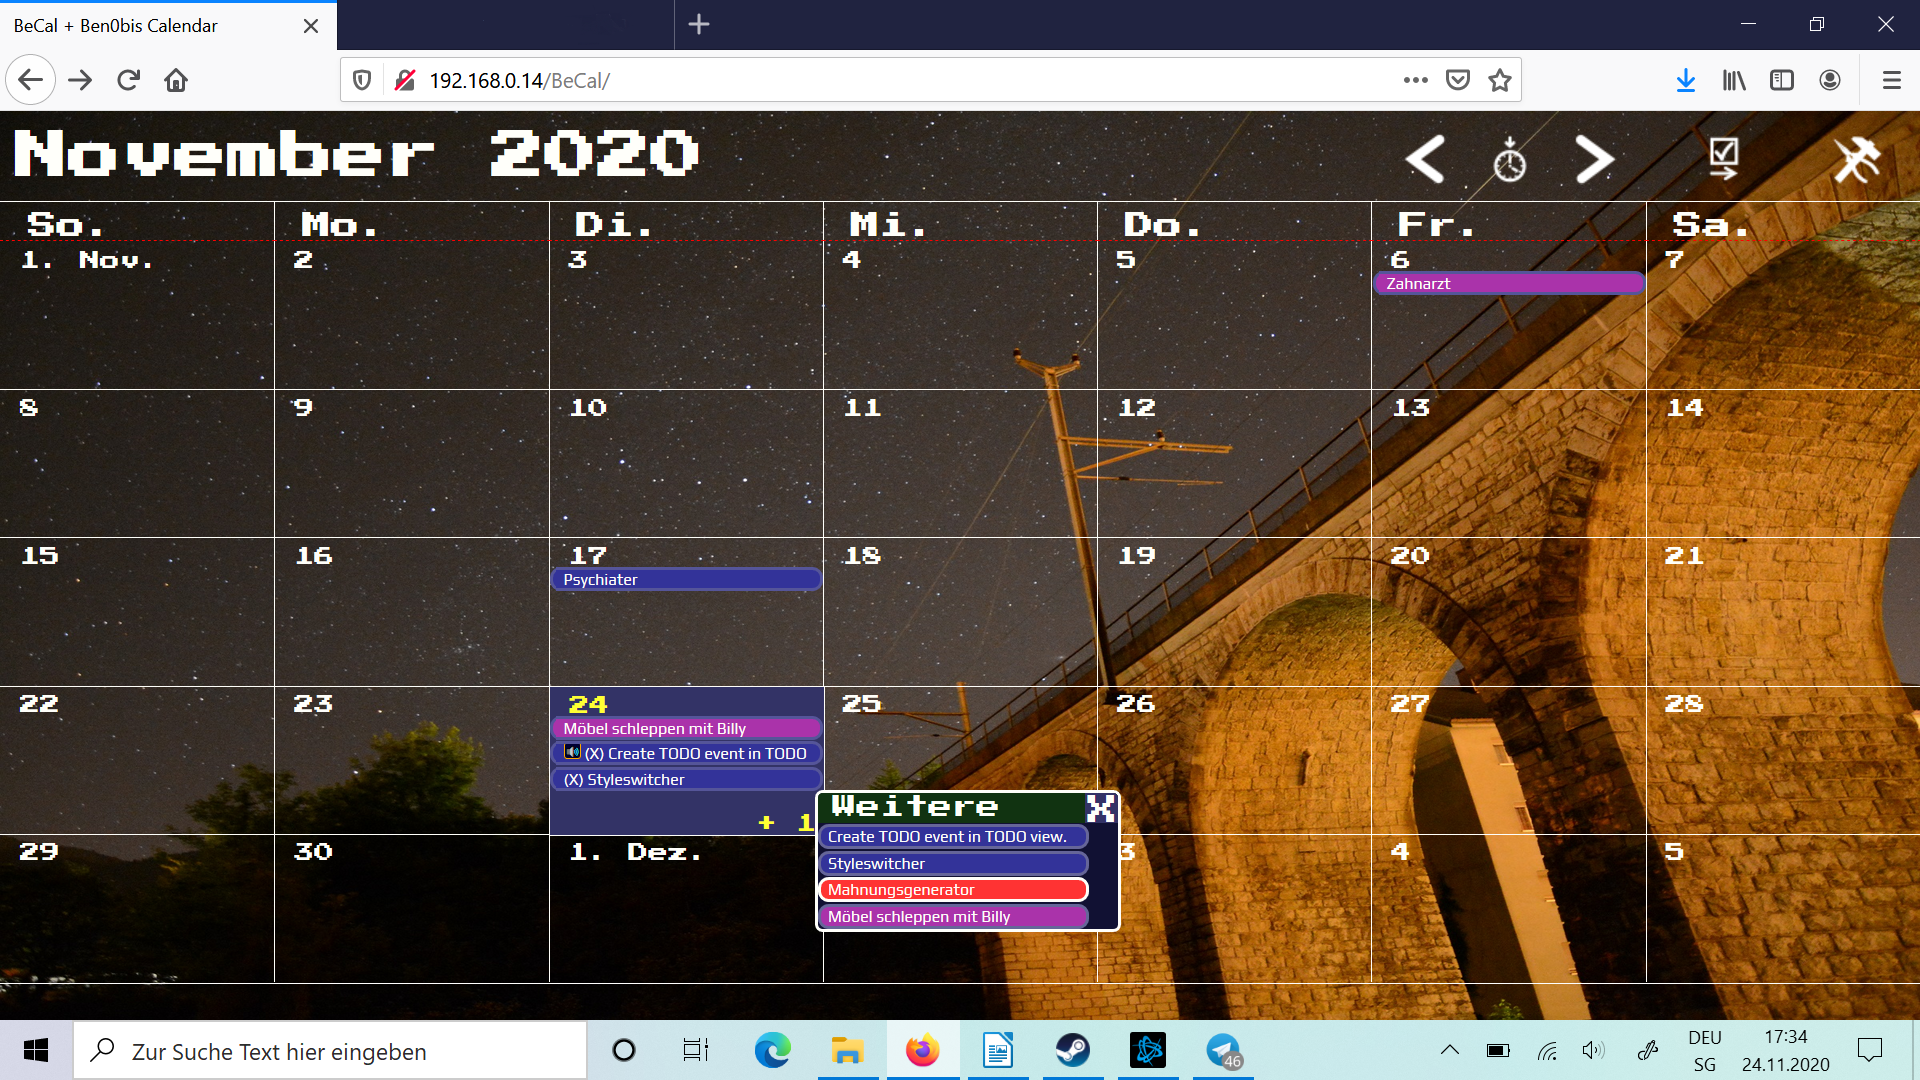 BeCal + Ben0bis Calendar
192.168.0.14/BeCal/
November 2020
So. Mo. Di. Mi. Do. Fr. Sa.
1. Nov. 2 3 4 5 6 7
Zahnarzt
8 9 10 11 12 13 14
15 16 17 18 19 20 21
Psychiater
22 23 24 25 26 27 28
Möbel schleppen mit Billy
(X) Create TODO event in TODO
(X) Styleswitcher
+ 1
Weitere X
Create TODO event in TODO view.
Styleswitcher
Mahnungsgenerator
Möbel schleppen mit Billy
29 30 1. Dez. 3 4 5
Zur Suche Text hier eingeben
46
DEU
SG
17:34
24.11.2020